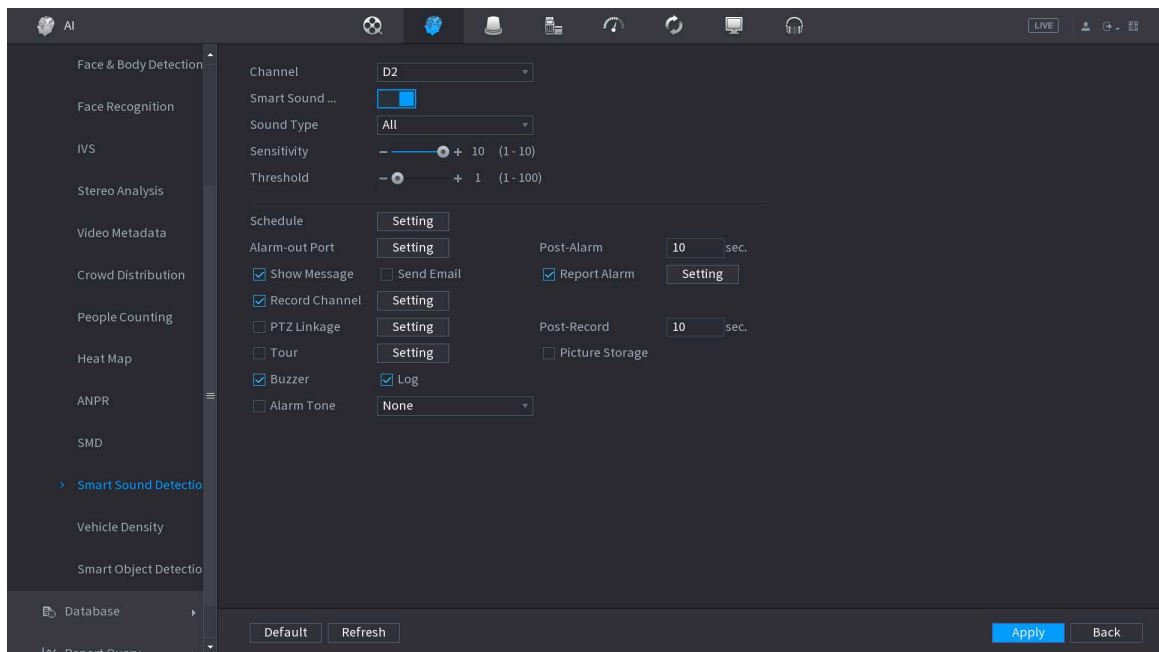 AI
LIVE
Face & Body Detection
Face Recognition
IVS
Stereo Analysis
Video Metadata
Crowd Distribution
People Counting
Heat Map
ANPR
SMD
> Smart Sound Detectio
Vehicle Density
Smart Object Detectio
Database
Report Query
Channel D2
Smart Sound ...
Sound Type All
Sensitivity − + 10 (1 - 10)
Threshold − + 1 (1 - 100)
Schedule Setting
Alarm-out Port Setting Post-Alarm 10 sec.
Show Message Send Email Report Alarm Setting
Record Channel Setting
PTZ Linkage Setting Post-Record 10 sec.
Tour Setting Picture Storage
Buzzer Log
Alarm Tone None
Default Refresh Apply Back